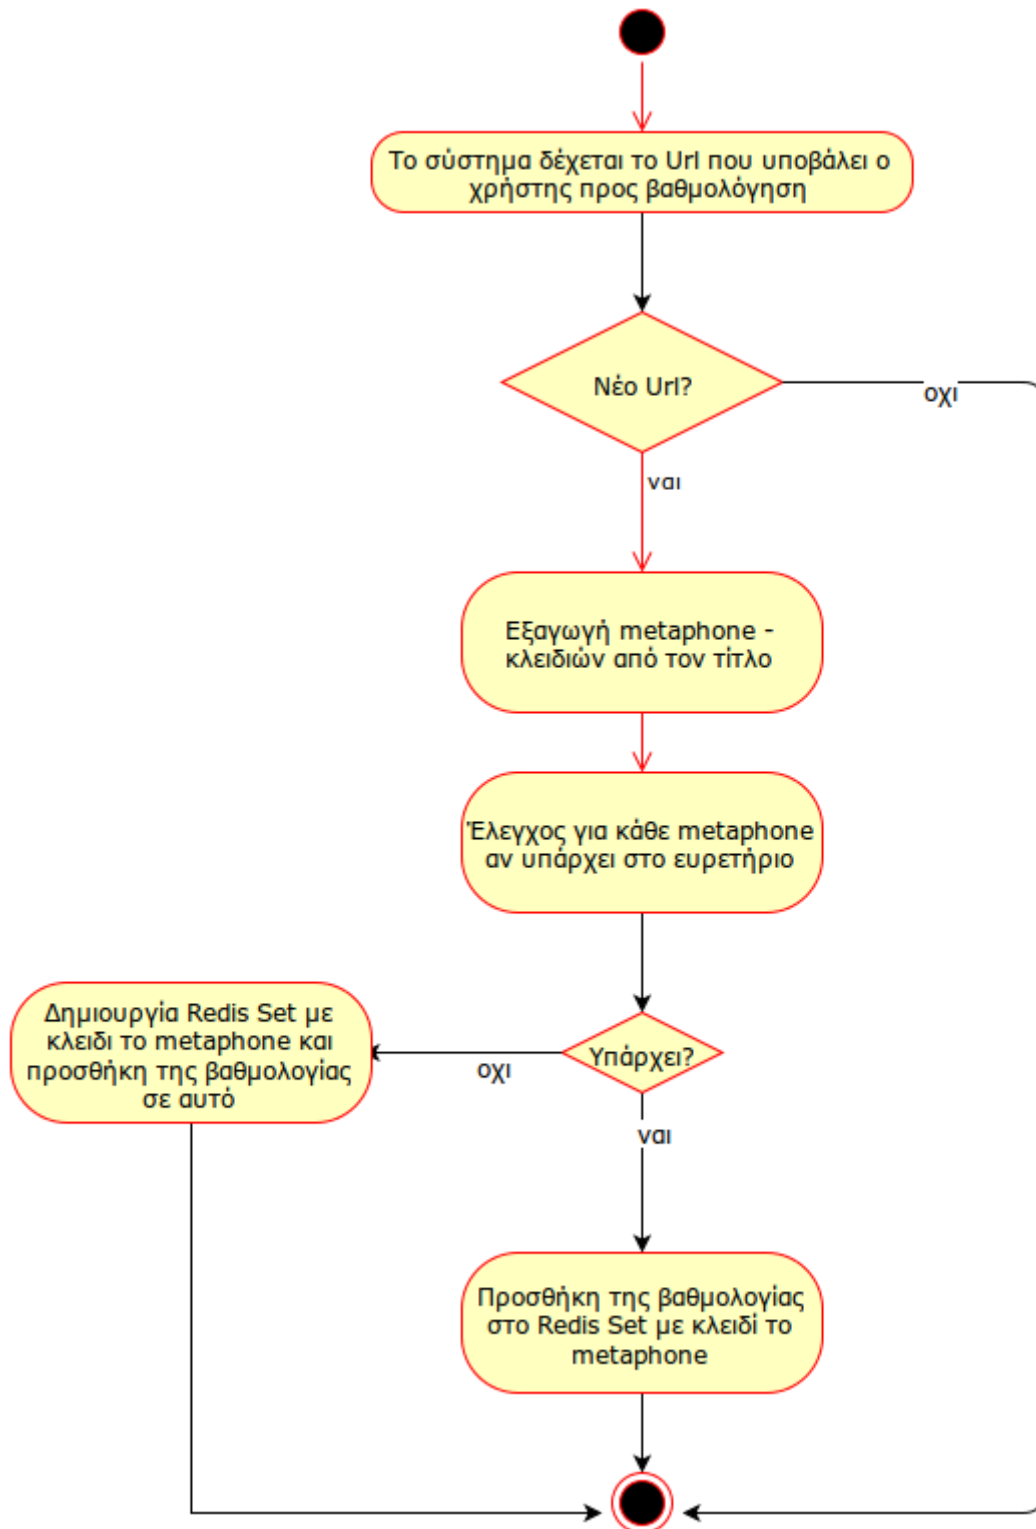 Το σύστημα δέχεται το Url που υποβάλει ο
χρήστης προς βαθμολόγηση
Νέο Url?
οχι
ναι
Εξαγωγή metaphone -
κλειδιών από τον τίτλο
Έλεγχος για κάθε metaphone
αν υπάρχει στο ευρετήριο
Δημιουργία Redis Set με
κλειδι το metaphone και
προσθήκη της βαθμολογίας
σε αυτό
οχι
Υπάρχει?
ναι
Προσθήκη της βαθμολογίας
στο Redis Set με κλειδί το
metaphone